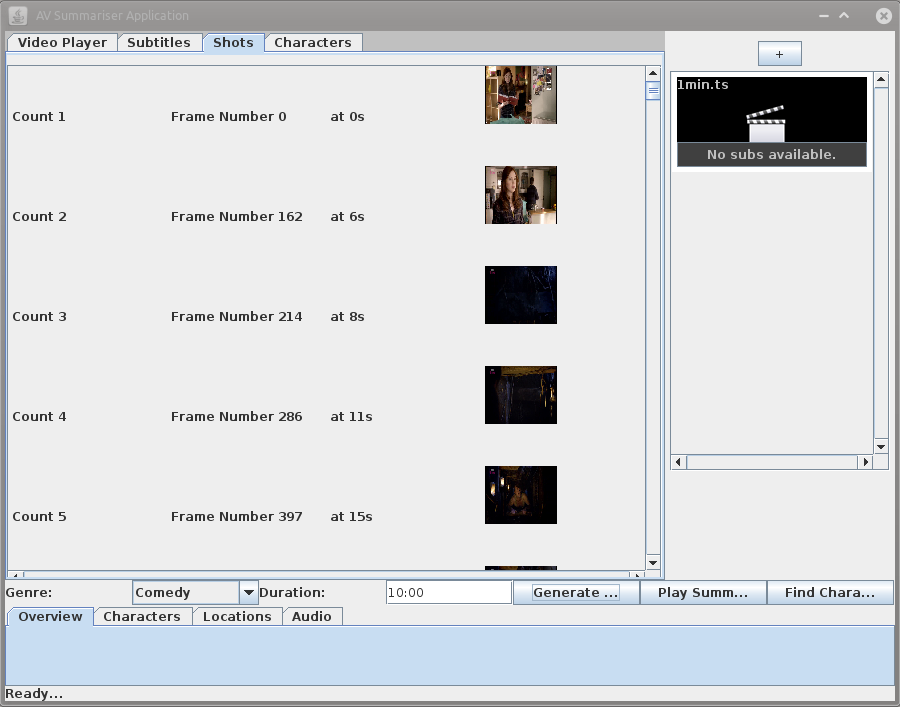 AV Summariser Application
Video Player Subtitles Shots Characters
+
1min.ts
No subs available.
Count 1 Frame Number 0 at 0s
Count 2 Frame Number 162 at 6s
Count 3 Frame Number 214 at 8s
Count 4 Frame Number 286 at 11s
Count 5 Frame Number 397 at 15s
Genre: Comedy Duration: 10:00 Generate ... Play Summ... Find Chara...
Overview Characters Locations Audio
Ready...